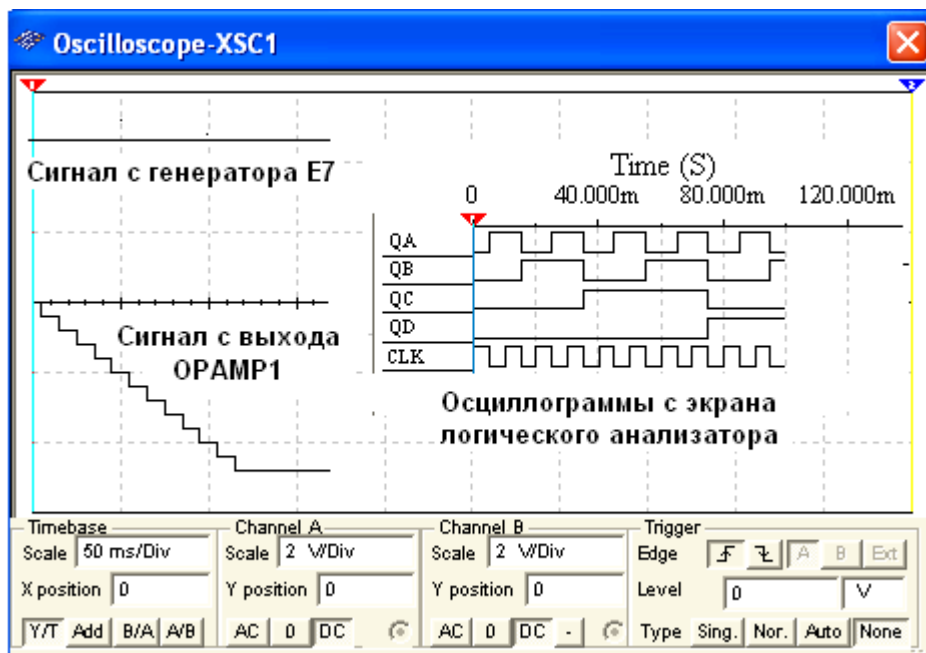 Oscilloscope-XSC1
1
2
Сигнал с генератора E7
Time (S)
0 40.000m 80.000m 120.000m
QA
QB
QC
QD
CLK
Сигнал с выхода
OPAMP1
Осциллограммы с экрана
логического анализатора
Timebase
Scale 50 ms/Div
X position 0
Y/T Add B/A A/B
Channel A
Scale 2 V/Div
Y position 0
AC 0 DC
Channel B
Scale 2 V/Div
Y position 0
AC 0 DC -
Trigger
Edge A B Ext
Level 0 V
Type Sing. Nor. Auto None